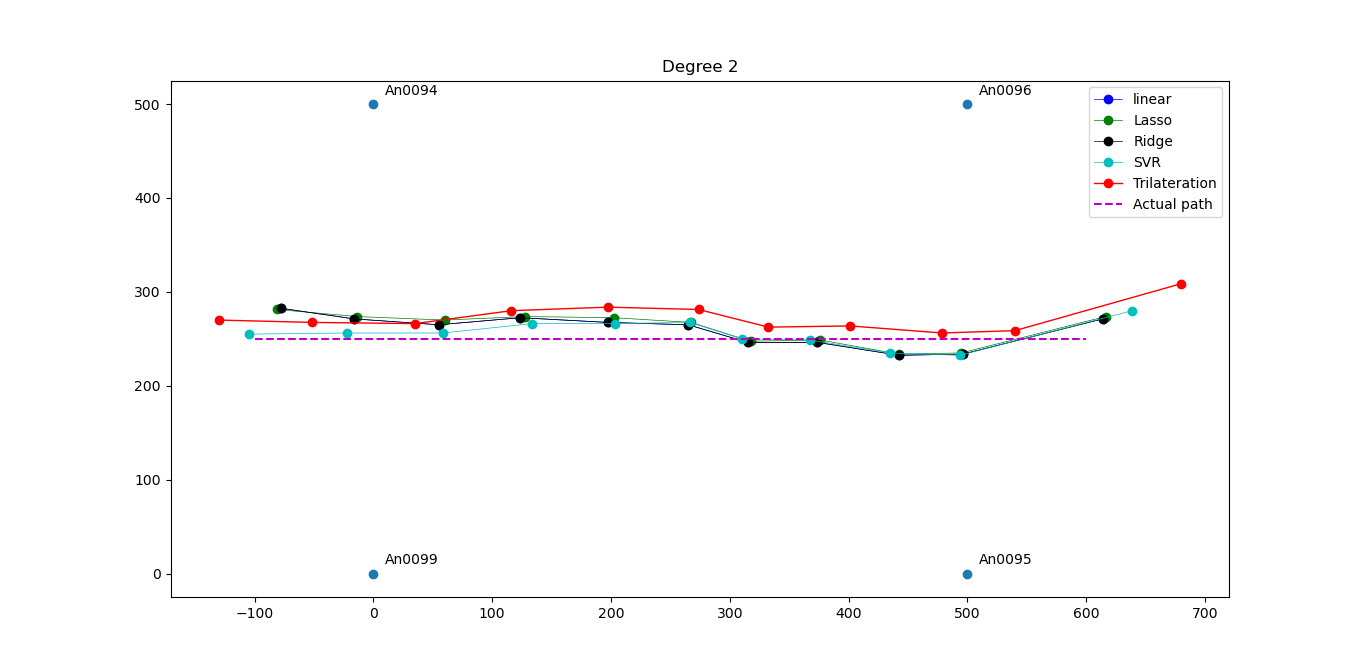 Degree 2
An0094
An0096
linear
Lasso
Ridge
SVR
Trilateration
Actual path
500
400
300
200
100
0
An0099
An0095
−100
0
100
200
300
400
500
600
700